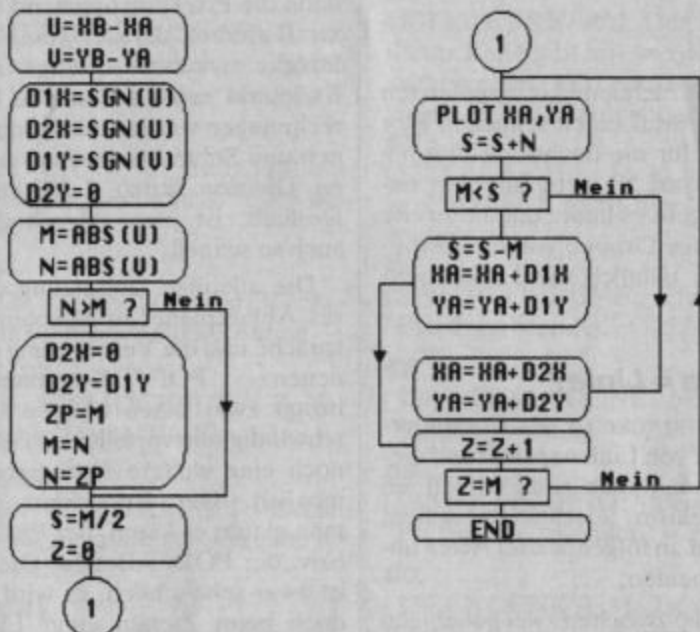 U=XB-XA
V=YB-YA
D1X=SGN(U)
D2X=SGN(U)
D1Y=SGN(V)
D2Y=0
M=ABS(U)
N=ABS(V)
N>M ? Nein
D2X=0
D2Y=D1Y
ZP=M
M=N
N=ZP
S=M/2
Z=0
1
1
PLOT XA,YA
S=S+N
M<S ? Nein
S=S-M
XA=XA+D1X
YA=YA+D1Y
XA=XA+D2X
YA=YA+D2Y
Z=Z+1
Z=M ? Nein
END